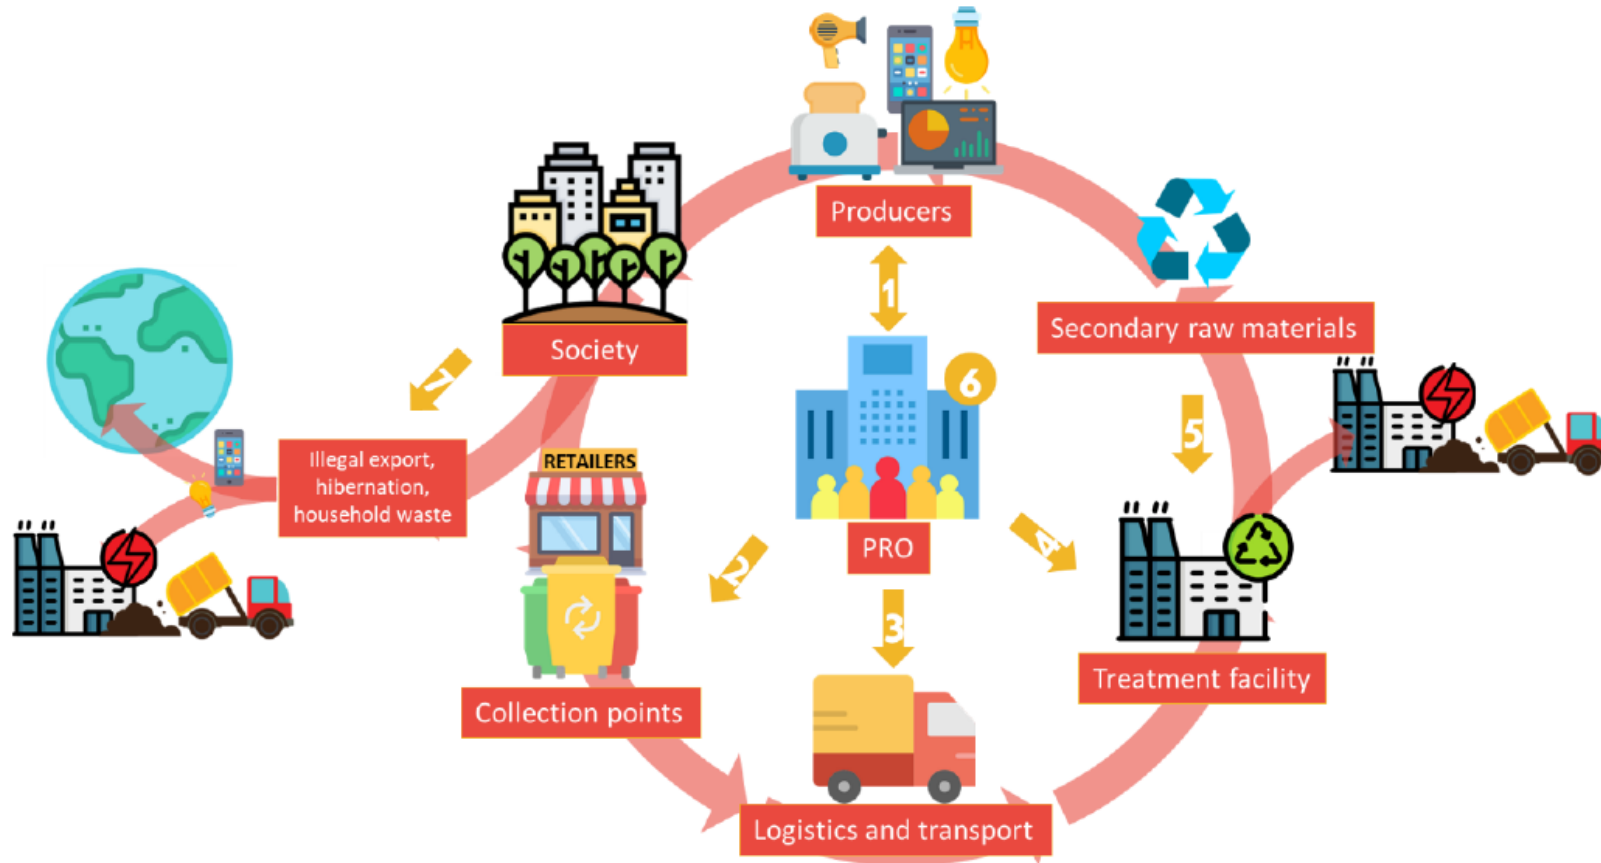 Producers
1
Society
Secondary raw materials
6
7
5
Illegal export,
hibernation,
household waste
RETAILERS
PRO
2
4
3
Collection points
Treatment facility
Logistics and transport